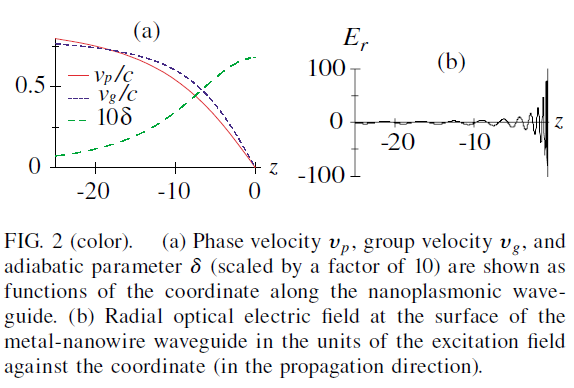 (a)
0.5
0
v_p/c
v_g/c
10δ
-20
-10
0
z
E_r
(b)
100
0
-100
-20
-10
z
FIG. 2 (color). (a) Phase velocity v_p, group velocity v_g, and
adiabatic parameter δ (scaled by a factor of 10) are shown as
functions of the coordinate along the nanoplasmonic wave-
guide. (b) Radial optical electric field at the surface of the
metal-nanowire waveguide in the units of the excitation field
against the coordinate (in the propagation direction).